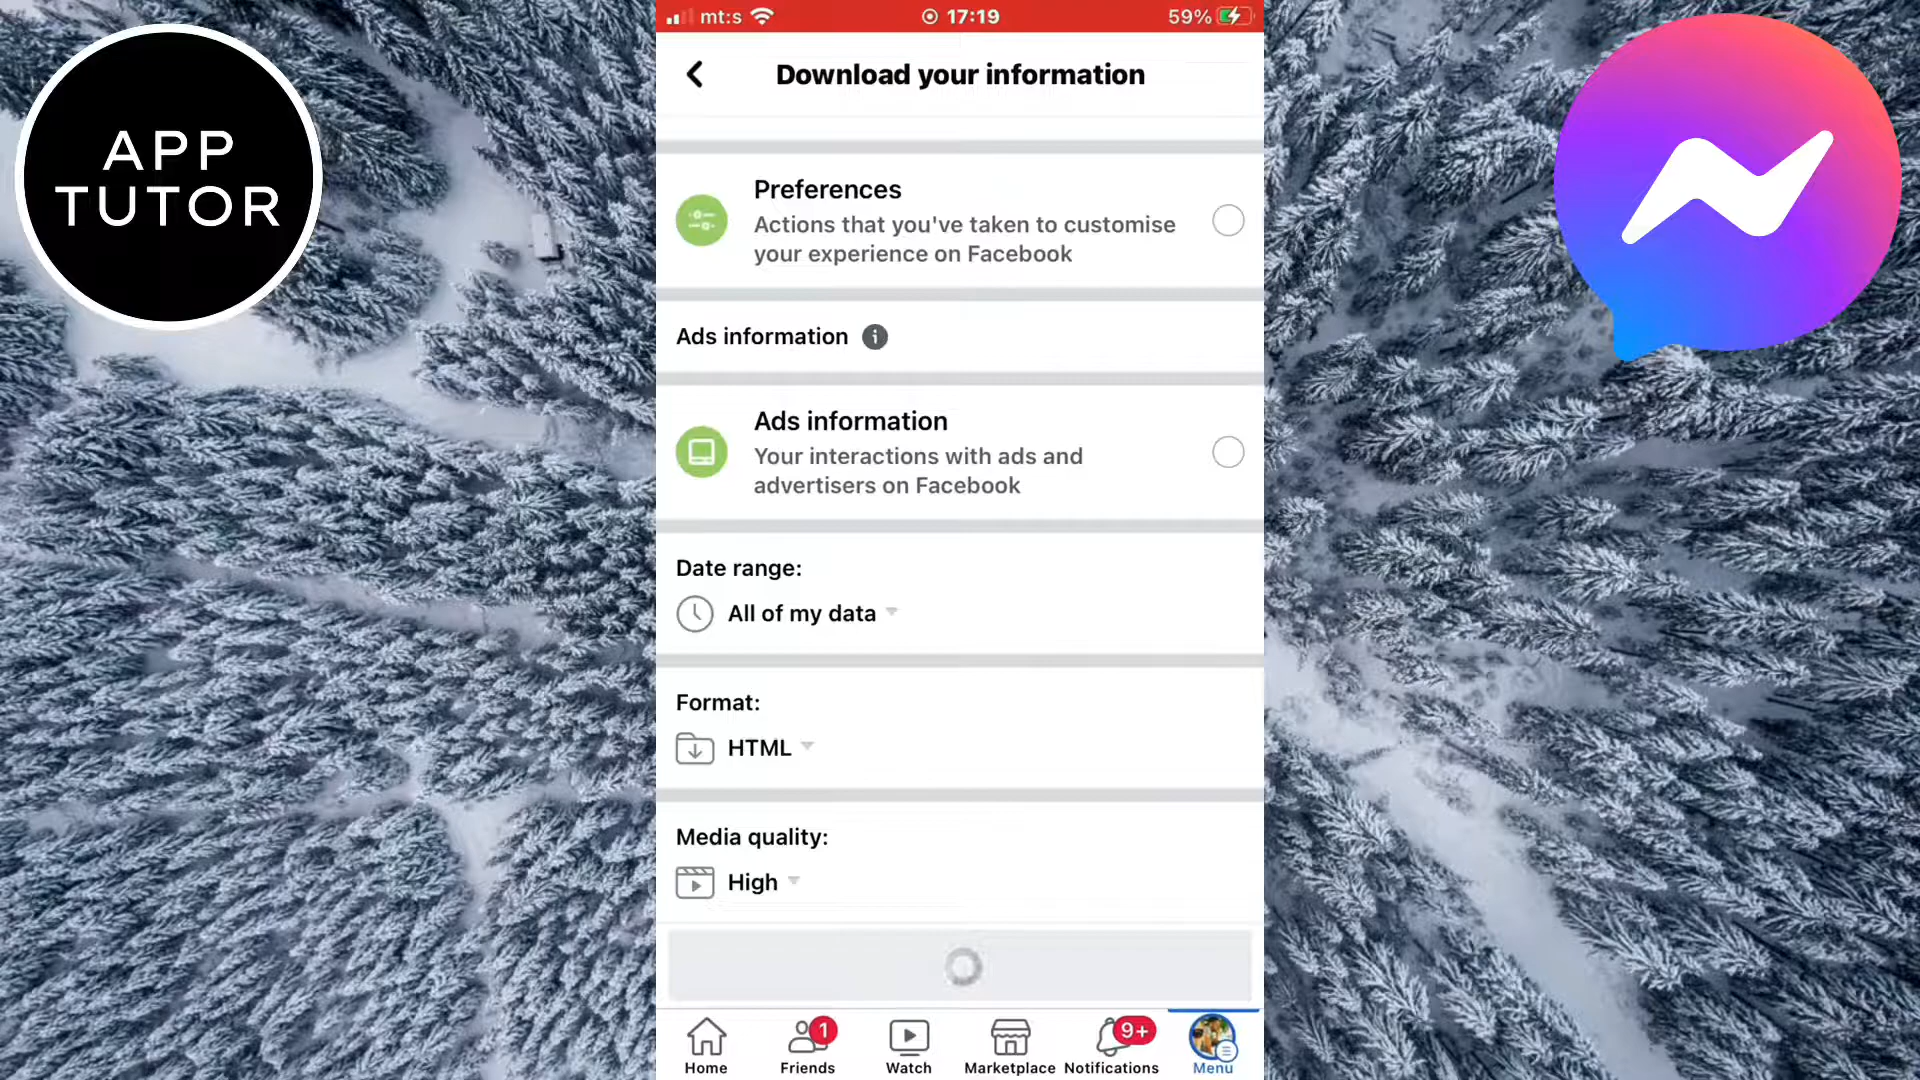 APP
TUTOR
mt:s
17:19
59%
Download your information
Preferences
Actions that you've taken to customise
your experience on Facebook
Ads information
Ads information
Your interactions with ads and
advertisers on Facebook
Date range:
All of my data
Format:
HTML
Media quality:
High
1
9+
Home
Friends
Watch
Marketplace
Notifications
Menu